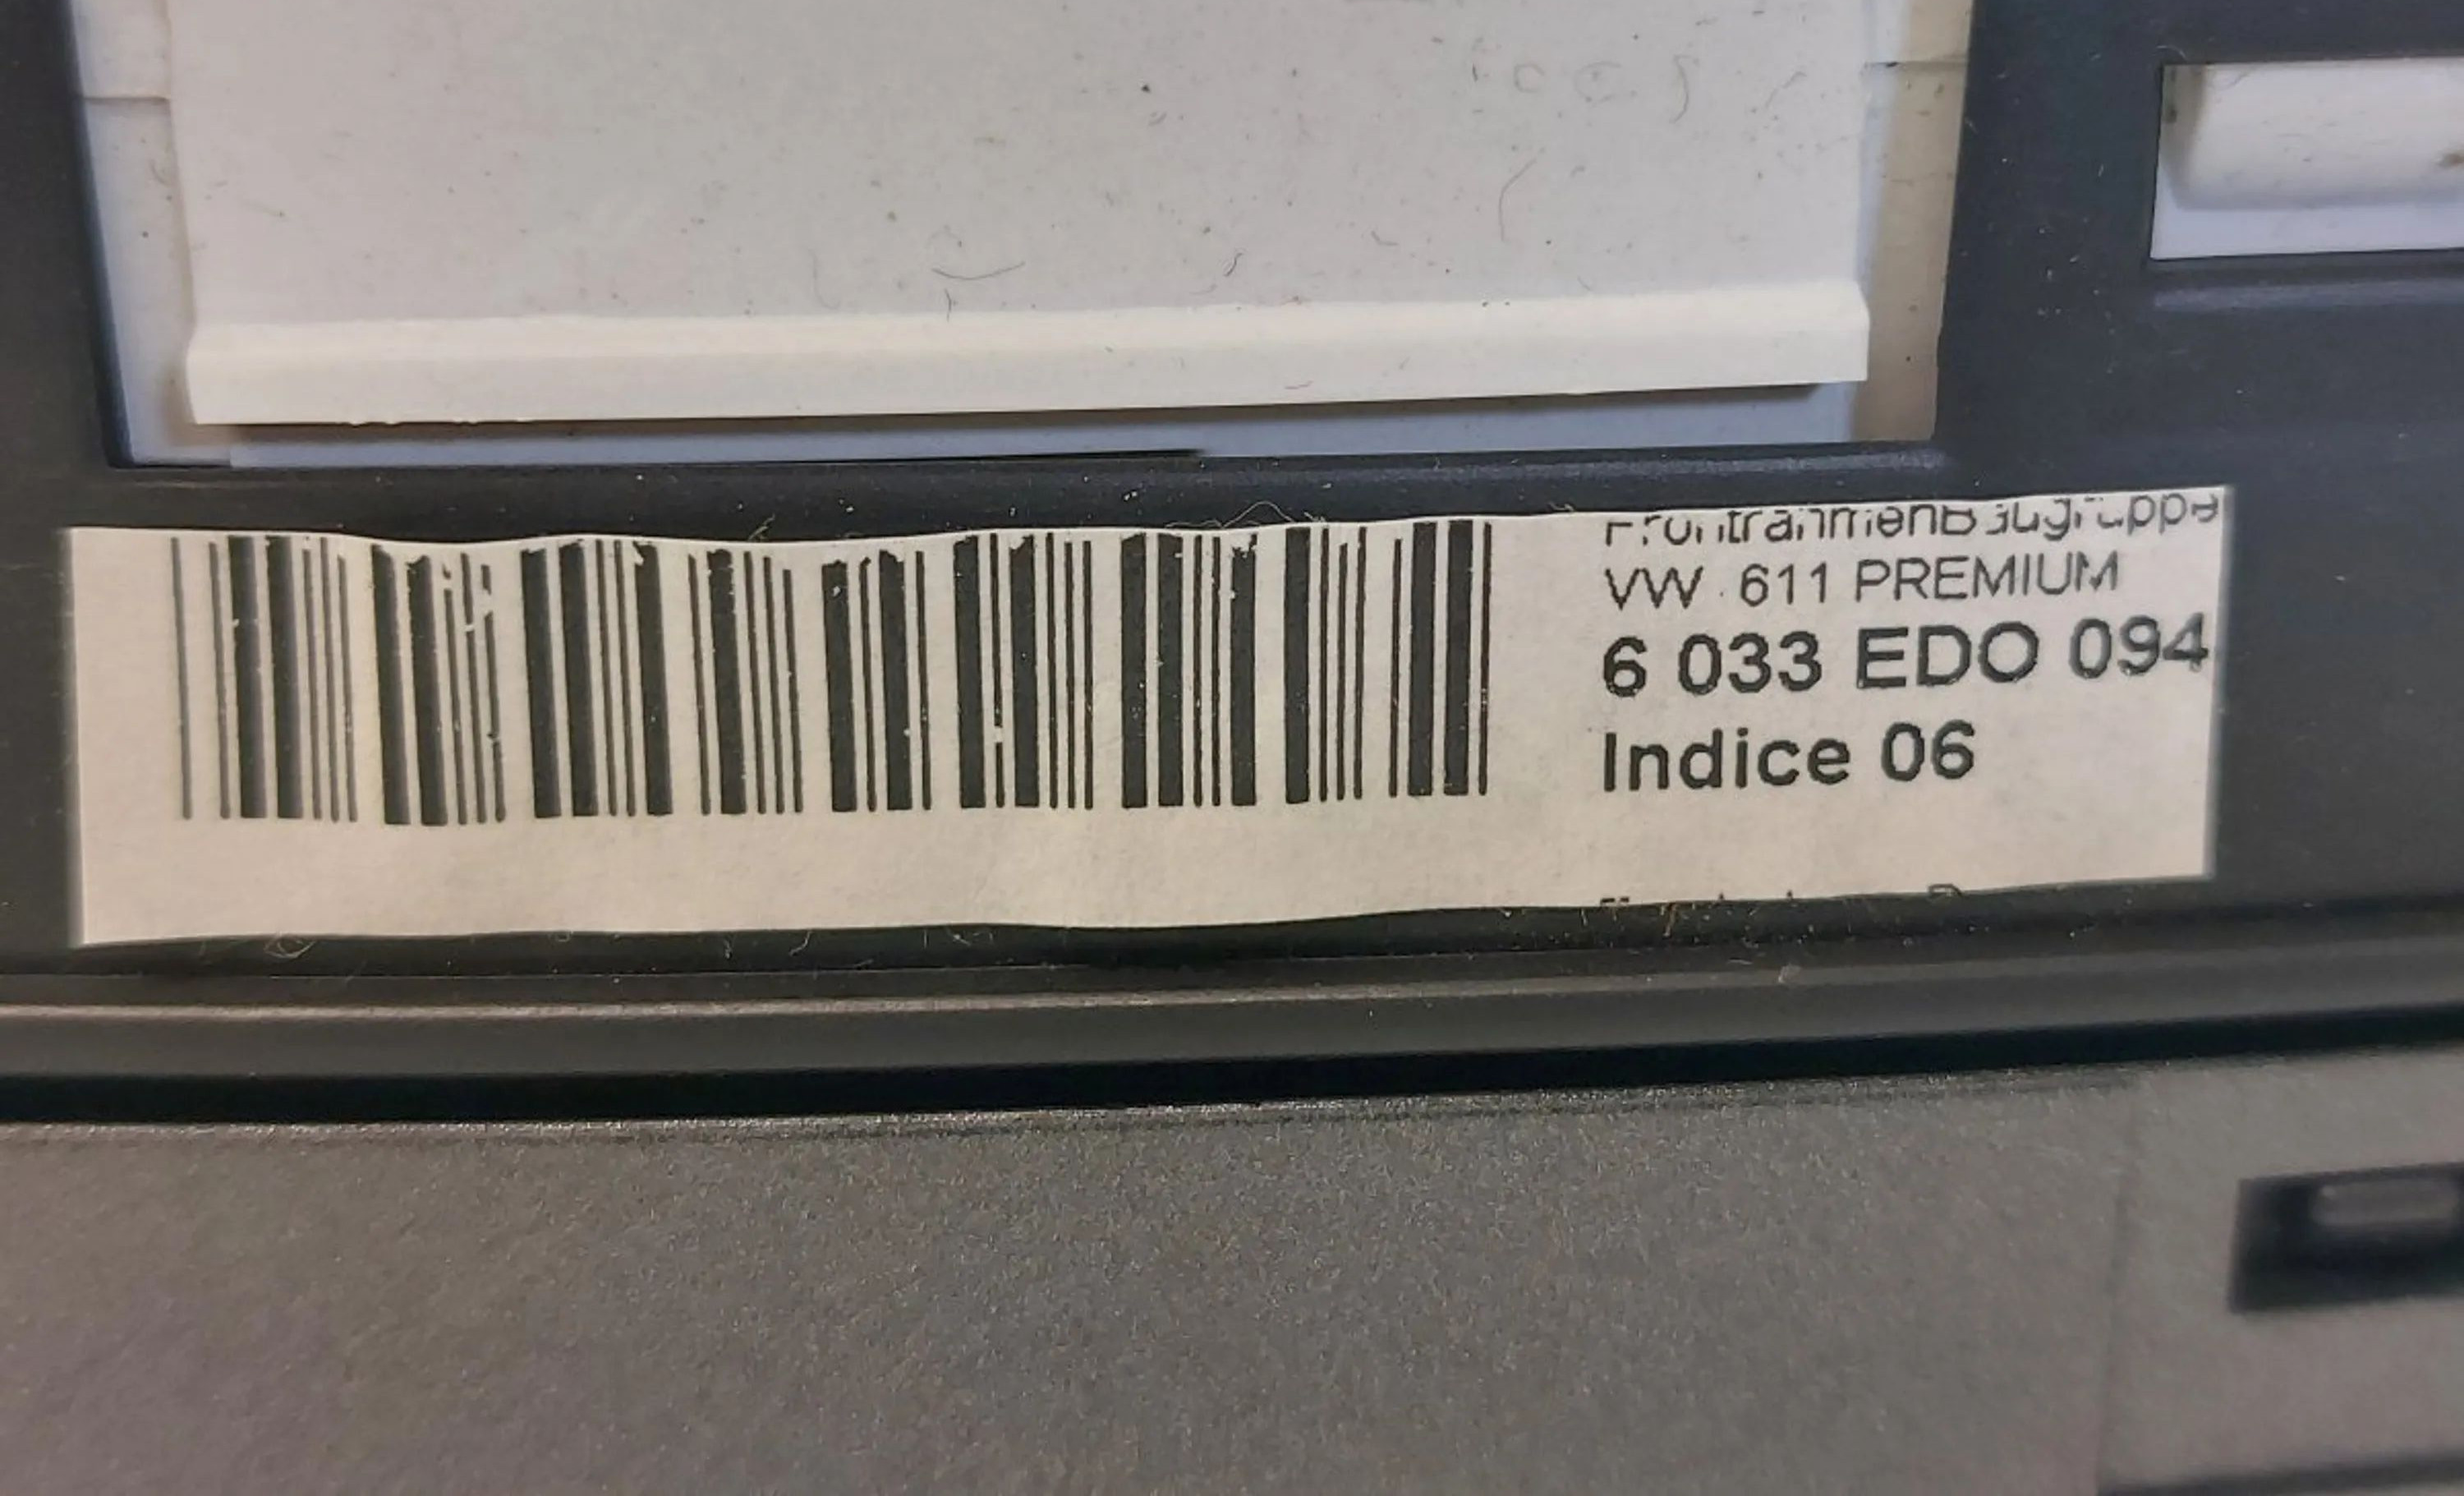 Frontrahmenbaugruppe
VW 611 PREMIUM
6 033 EDO 094
Indice 06